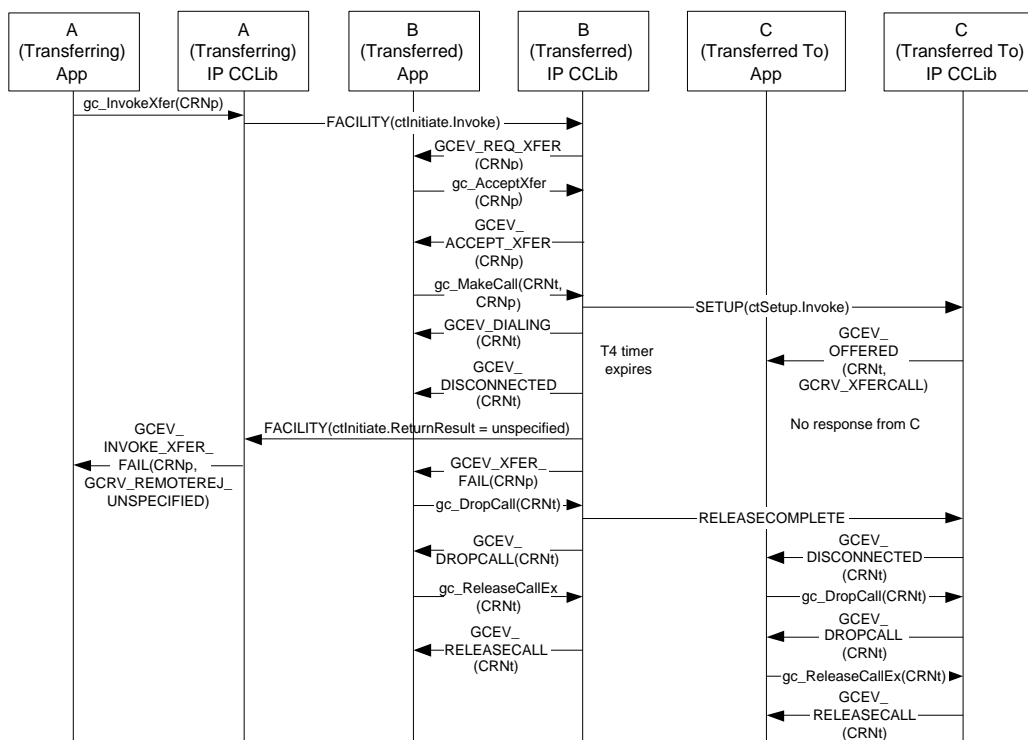 A
(Transferring)
App
A
(Transferring)
IP CCLib
B
(Transferred)
App
B
(Transferred)
IP CCLib
C
(Transferred To)
App
C
(Transferred To)
IP CCLib
gc_InvokeXfer(CRNp)
FACILITY(ctInitiate.Invoke)
GCEV_REQ_XFER
(CRNp)
gc_AcceptXfer
(CRNp)
GCEV_
ACCEPT_XFER
(CRNp)
gc_MakeCall(CRNt,
CRNp)
SETUP(ctSetup.Invoke)
GCEV_DIALING
(CRNt)
T4 timer
expires
GCEV_
OFFERED
(CRNt,
GCRV_XFERCALL)
GCEV_
DISCONNECTED
(CRNt)
No response from C
FACILITY(ctInitiate.ReturnResult = unspecified)
GCEV_
INVOKE_XFER_
FAIL(CRNp,
GCRV_REMOTEREJ_
UNSPECIFIED)
GCEV_XFER_
FAIL(CRNp)
gc_DropCall(CRNt)
RELEASECOMPLETE
GCEV_
DROPCALL(CRNt)
GCEV_
DISCONNECTED
(CRNt)
gc_ReleaseCallEx
(CRNt)
gc_DropCall(CRNt)
GCEV_
RELEASECALL
(CRNt)
GCEV_
DROPCALL
(CRNt)
gc_ReleaseCallEx(CRNt)
GCEV_
RELEASECALL
(CRNt)